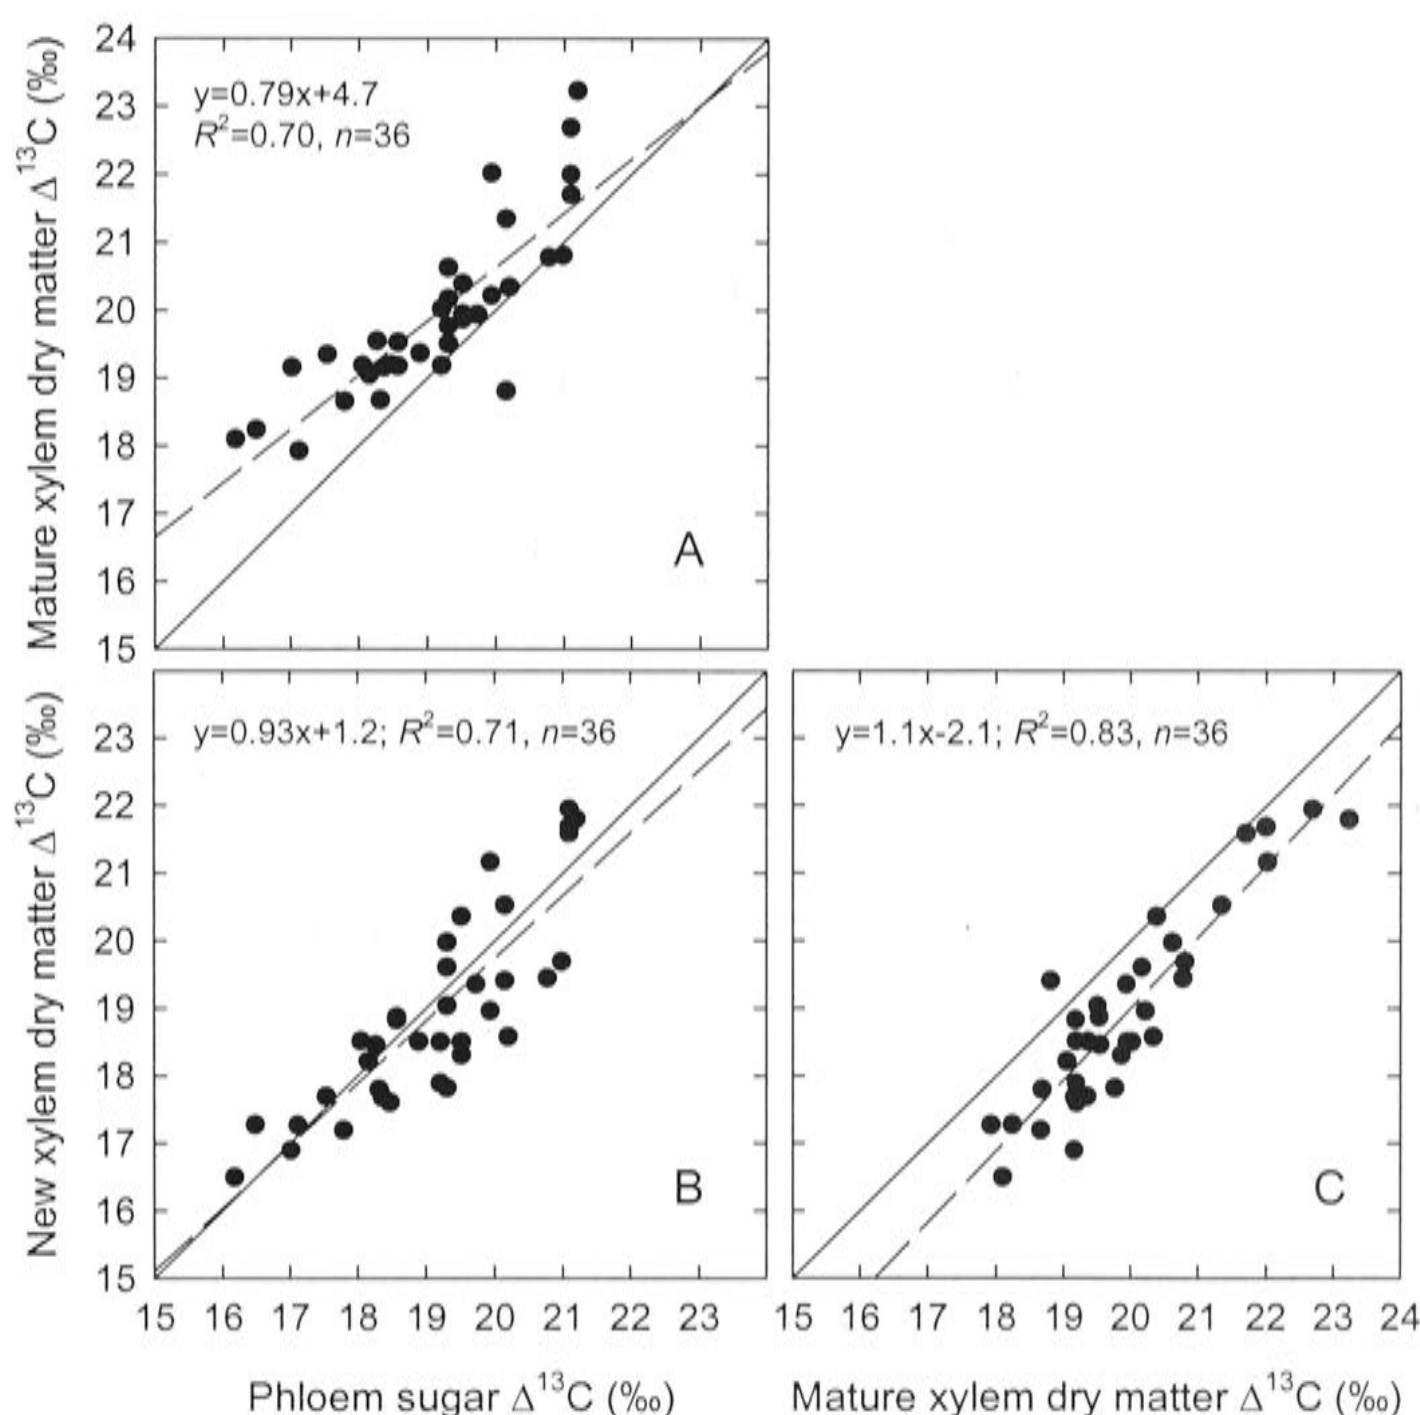 Mature xylem dry matter Δ¹³C (‰)
24
23
22
21
20
19
18
17
16
15
y=0.79x+4.7
R²=0.70, n=36
A
New xylem dry matter Δ¹³C (‰)
23
22
21
20
19
18
17
16
15
y=0.93x+1.2; R²=0.71, n=36
B
y=1.1x-2.1; R²=0.83, n=36
C
15 16 17 18 19 20 21 22 23
15 16 17 18 19 20 21 22 23 24
Phloem sugar Δ¹³C (‰)
Mature xylem dry matter Δ¹³C (‰)